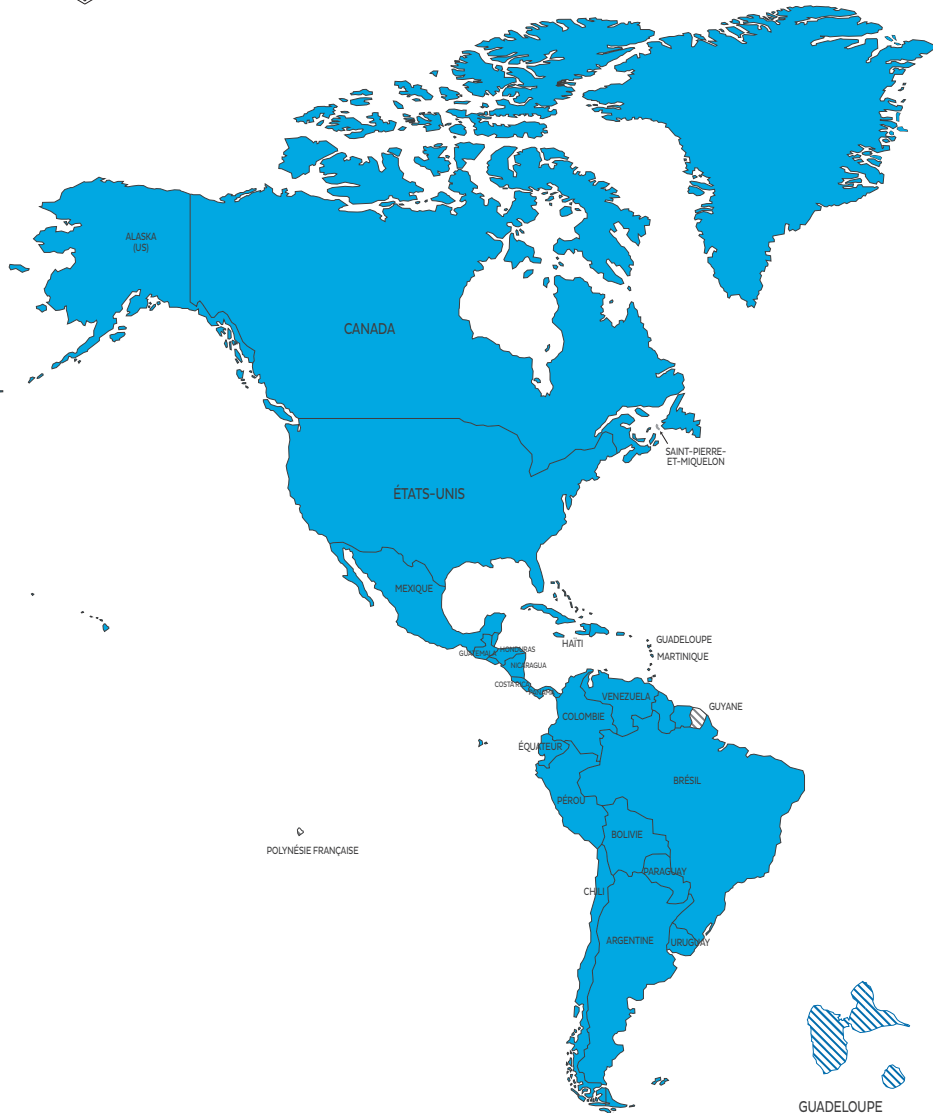 ALASKA
(US)
CANADA
SAINT-PIERRE-
ET-MIQUELON
ÉTATS-UNIS
MEXIQUE
HAÏTI
GUADELOUPE
MARTINIQUE
GUATEMALA
HONDURAS
NICARAGUA
COSTA RICA
PANAMA
VENEZUELA
GUYANE
COLOMBIE
ÉQUATEUR
BRÉSIL
PÉROU
BOLIVIE
POLYNÉSIE FRANÇAISE
PARAGUAY
CHILI
ARGENTINE
URUGUAY
GUADELOUPE